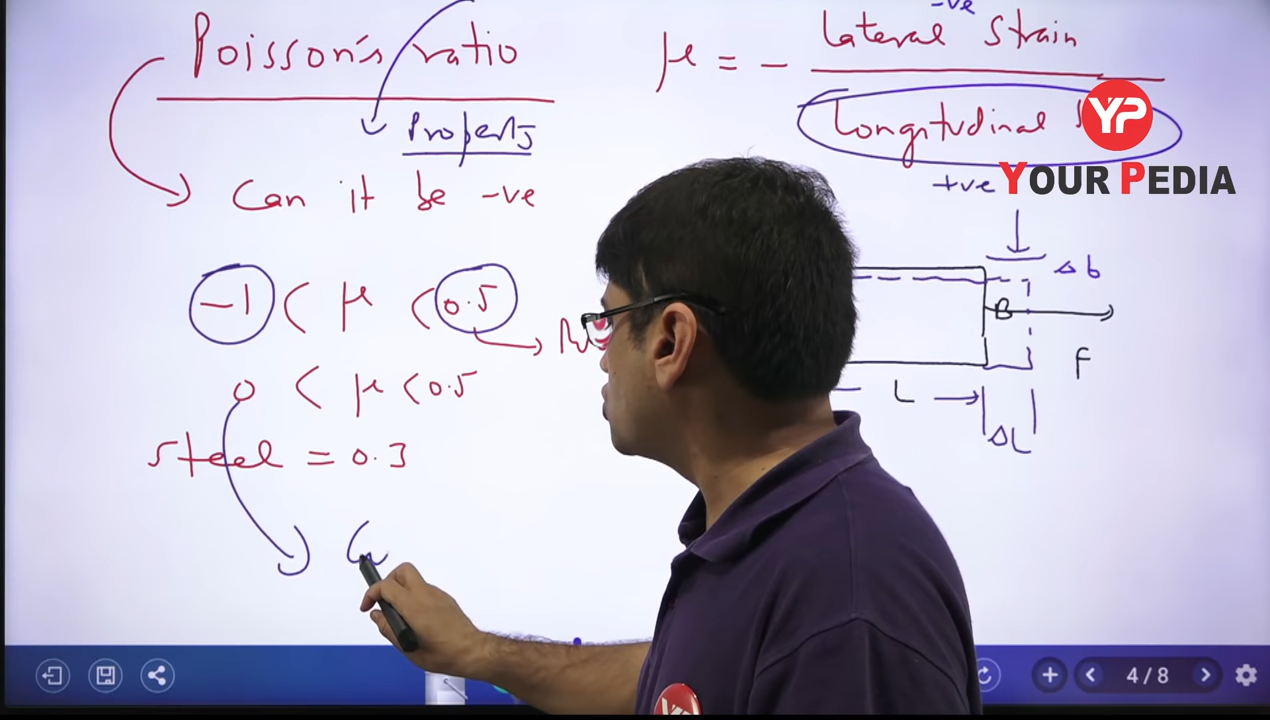 -ve
Poisson's ratio
μ = - lateral strain
Longitudinal
Property
+ve
YP
YOUR PEDIA
Can it be -ve
-1 < μ < 0.5
Δb
B
F
0 < μ < 0.5
L
ΔL
steel = 0.3
4/8